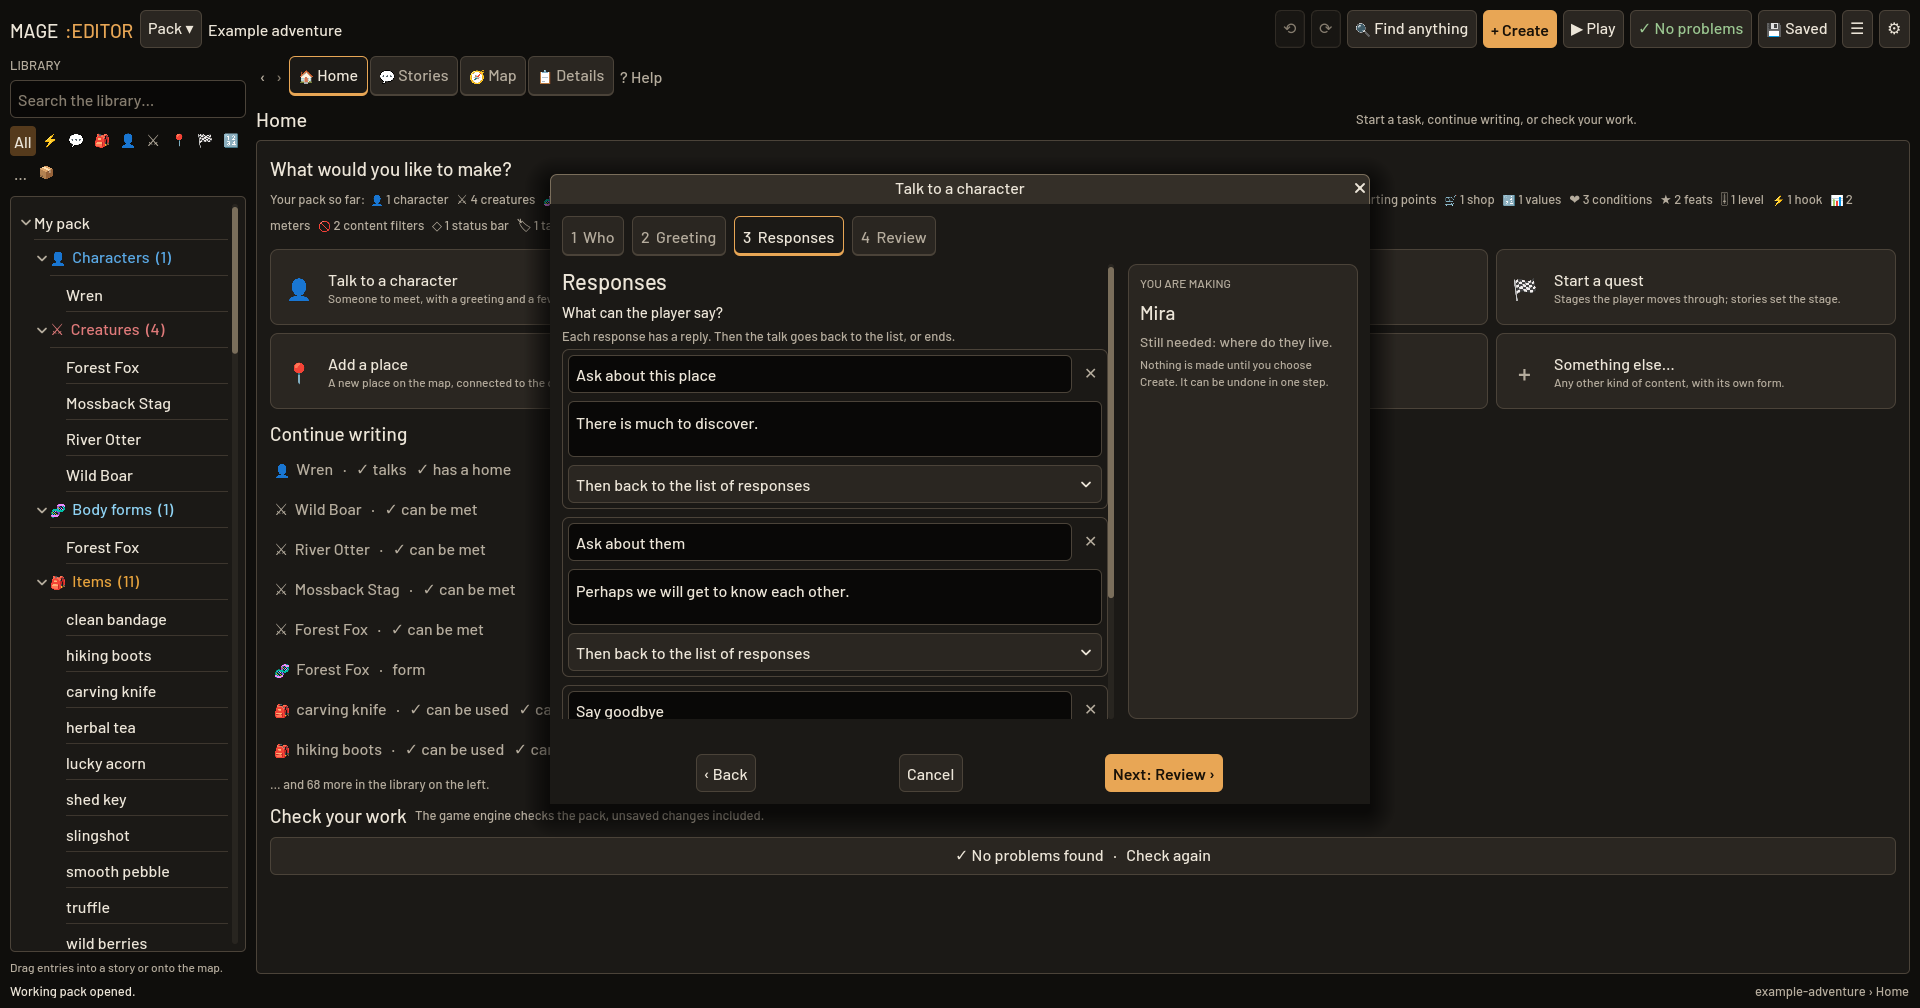 MAGE :EDITOR
Pack ▾
Example adventure
Find anything
+ Create
▶ Play
✓ No problems
Saved
LIBRARY
Search the library...
All
...
‹ ›
Home
Stories
Map
Details
? Help
Home
Start a task, continue writing, or check your work.
My pack
Characters (1)
Wren
Creatures (4)
Forest Fox
Mossback Stag
River Otter
Wild Boar
Body forms (1)
Forest Fox
Items (11)
clean bandage
hiking boots
carving knife
herbal tea
lucky acorn
shed key
slingshot
smooth pebble
truffle
wild berries
Drag entries into a story or onto the map.
Working pack opened.
What would you like to make?
Your pack so far: 1 character 4 creatures
rting points 1 shop 1 values 3 conditions 2 feats 1 level 1 hook 2
meters 2 content filters 1 status bar 1 ta
Talk to a character
Someone to meet, with a greeting and a fe
Start a quest
Stages the player moves through; stories set the stage.
Add a place
A new place on the map, connected to the
Something else...
Any other kind of content, with its own form.
Continue writing
Wren · ✓ talks ✓ has a home
Wild Boar · ✓ can be met
River Otter · ✓ can be met
Mossback Stag · ✓ can be met
Forest Fox · ✓ can be met
Forest Fox · form
carving knife · ✓ can be used ✓ ca
hiking boots · ✓ can be used ✓ car
... and 68 more in the library on the left.
Check your work
The game engine checks the pack, unsaved changes included.
✓ No problems found · Check again
Talk to a character
1 Who
2 Greeting
3 Responses
4 Review
Responses
What can the player say?
Each response has a reply. Then the talk goes back to the list, or ends.
Ask about this place
There is much to discover.
Then back to the list of responses
Ask about them
Perhaps we will get to know each other.
Then back to the list of responses
Say goodbye
YOU ARE MAKING
Mira
Still needed: where do they live.
Nothing is made until you choose
Create. It can be undone in one step.
‹ Back
Cancel
Next: Review ›
example-adventure › Home